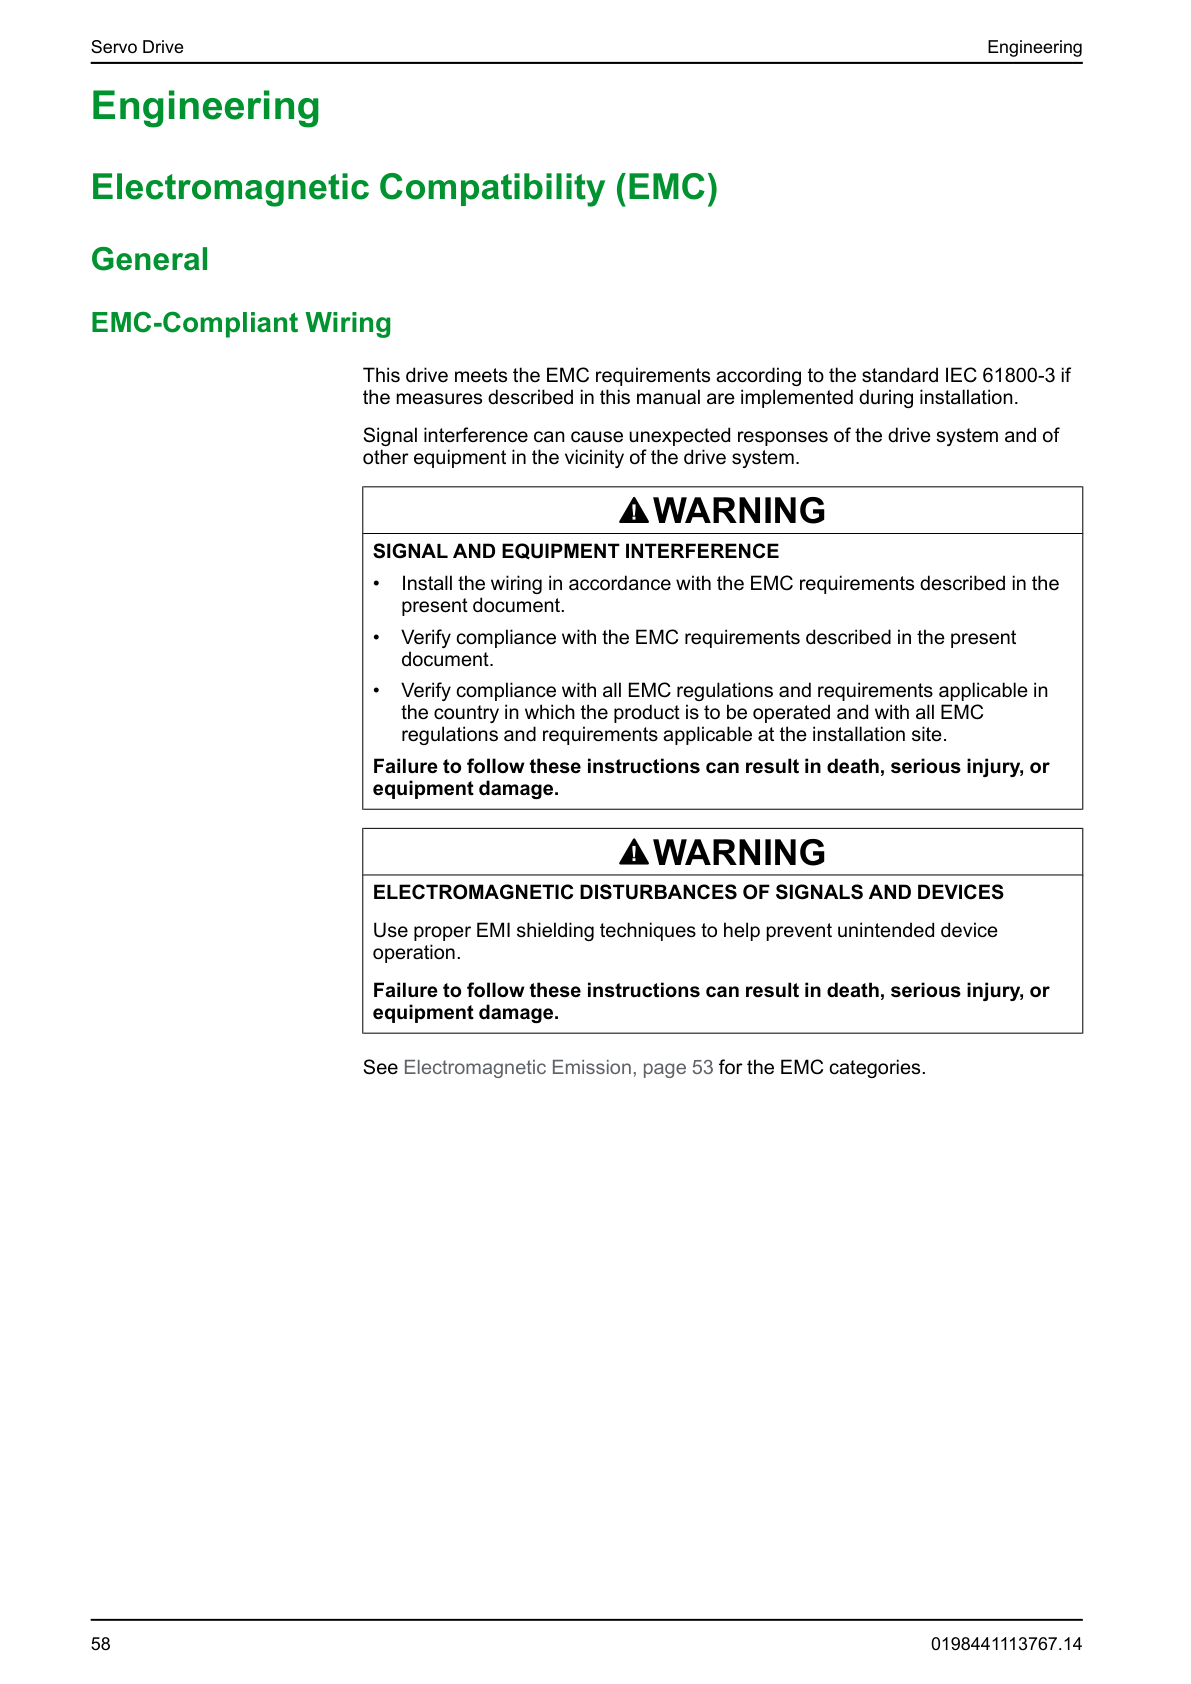 Servo Drive
Engineering
Engineering
Electromagnetic Compatibility (EMC)
General
EMC-Compliant Wiring
This drive meets the EMC requirements according to the standard IEC 61800-3 if
the measures described in this manual are implemented during installation.
Signal interference can cause unexpected responses of the drive system and of
other equipment in the vicinity of the drive system.
WARNING
SIGNAL AND EQUIPMENT INTERFERENCE
• Install the wiring in accordance with the EMC requirements described in the
present document.
• Verify compliance with the EMC requirements described in the present
document.
• Verify compliance with all EMC regulations and requirements applicable in
the country in which the product is to be operated and with all EMC
regulations and requirements applicable at the installation site.
Failure to follow these instructions can result in death, serious injury, or
equipment damage.
WARNING
ELECTROMAGNETIC DISTURBANCES OF SIGNALS AND DEVICES
Use proper EMI shielding techniques to help prevent unintended device
operation.
Failure to follow these instructions can result in death, serious injury, or
equipment damage.
See Electromagnetic Emission, page 53 for the EMC categories.
58
0198441113767.14